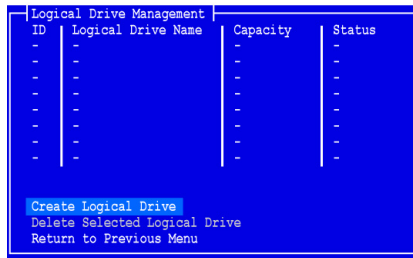 Logical Drive Management
ID Logical Drive Name Capacity Status
- - - -
- - - -
- - - -
- - - -
- - - -
- - - -
- - - -
- - - -
Create Logical Drive
Delete Selected Logical Drive
Return to Previous Menu